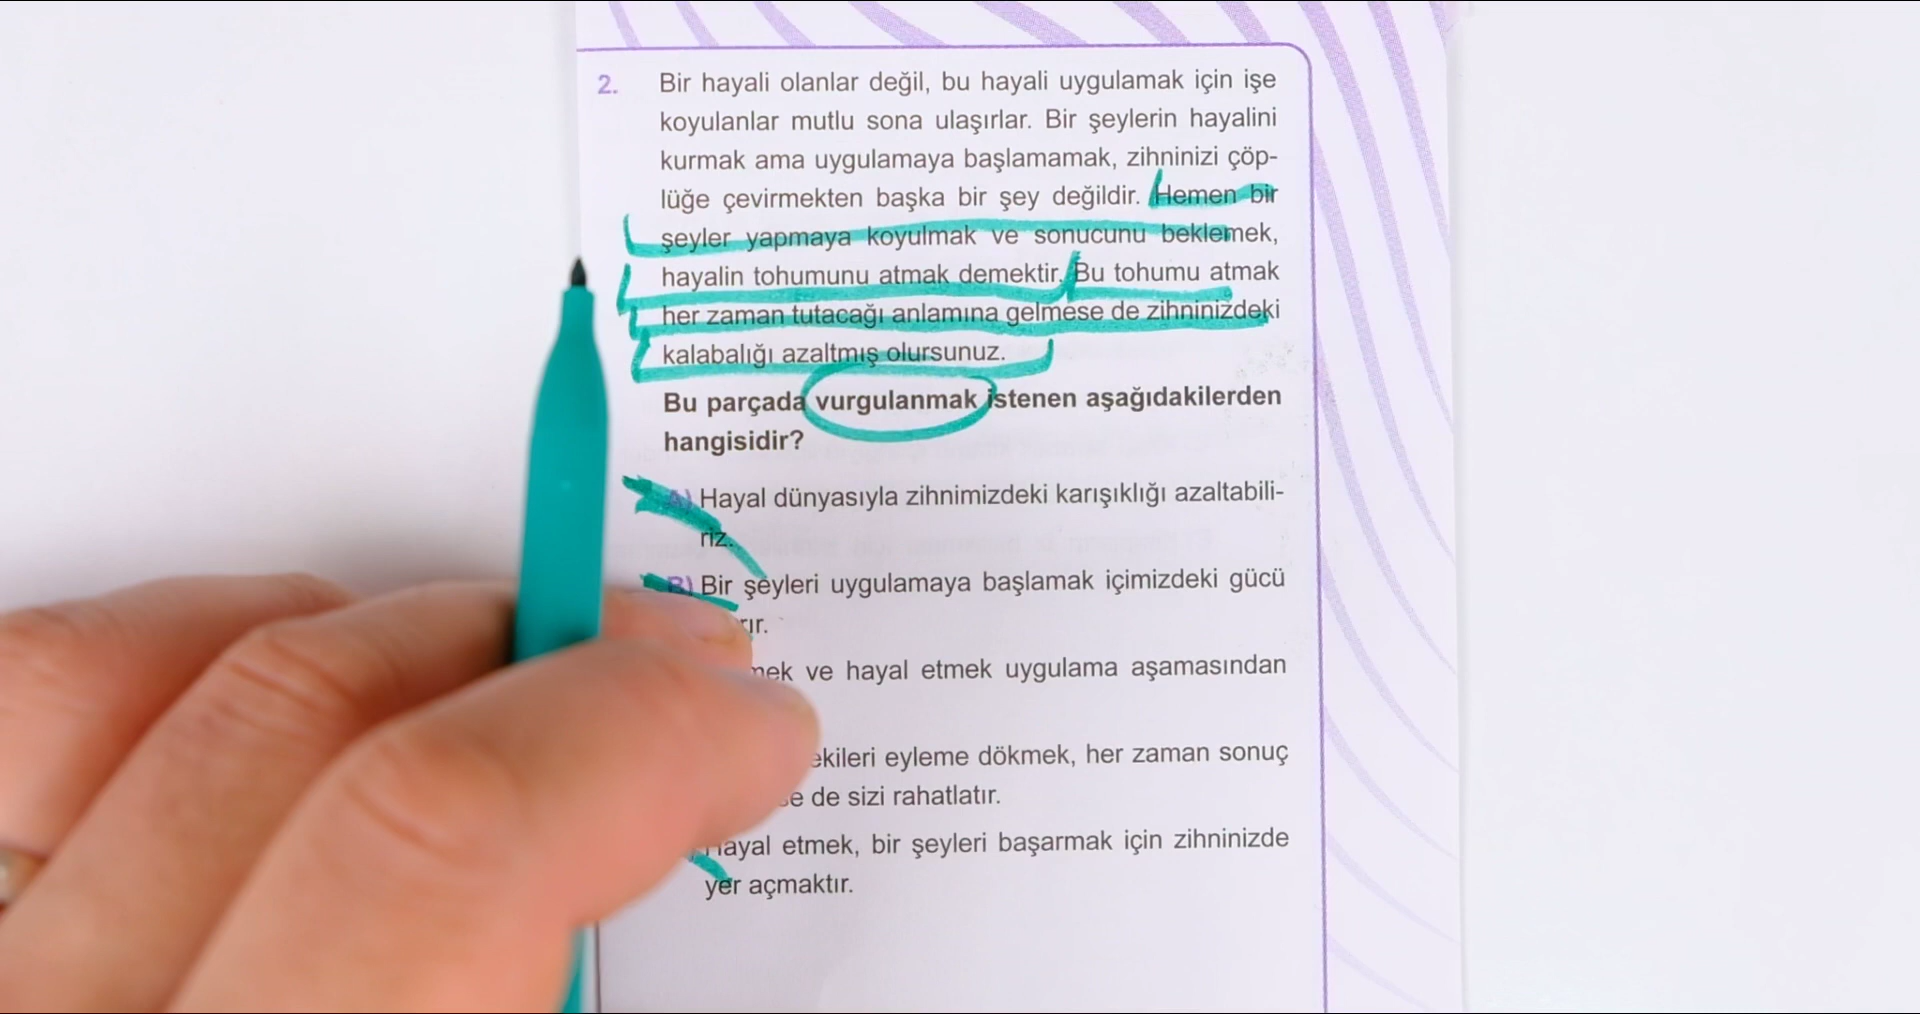 2. Bir hayali olanlar değil, bu hayali uygulamak için işe
koyulanlar mutlu sona ulaşırlar. Bir şeylerin hayalini
kurmak ama uygulamaya başlamamak, zihninizi çöp-
lüğe çevirmekten başka bir şey değildir. Hemen bir
şeyler yapmaya koyulmak ve sonucunu beklemek,
hayalin tohumunu atmak demektir. Bu tohumu atmak
her zaman tutacağı anlamına gelmese de zihninizdeki
kalabalığı azaltmış olursunuz.
Bu parçada vurgulanmak istenen aşağıdakilerden
hangisidir?
A) Hayal dünyasıyla zihnimizdeki karışıklığı azaltabili-
riz.
B) Bir şeyleri uygulamaya başlamak içimizdeki gücü
ve hayal etmek uygulama aşamasından
eyleme dökmek, her zaman sonuç
de sizi rahatlatır.
Hayal etmek, bir şeyleri başarmak için zihninizde
yer açmaktır.